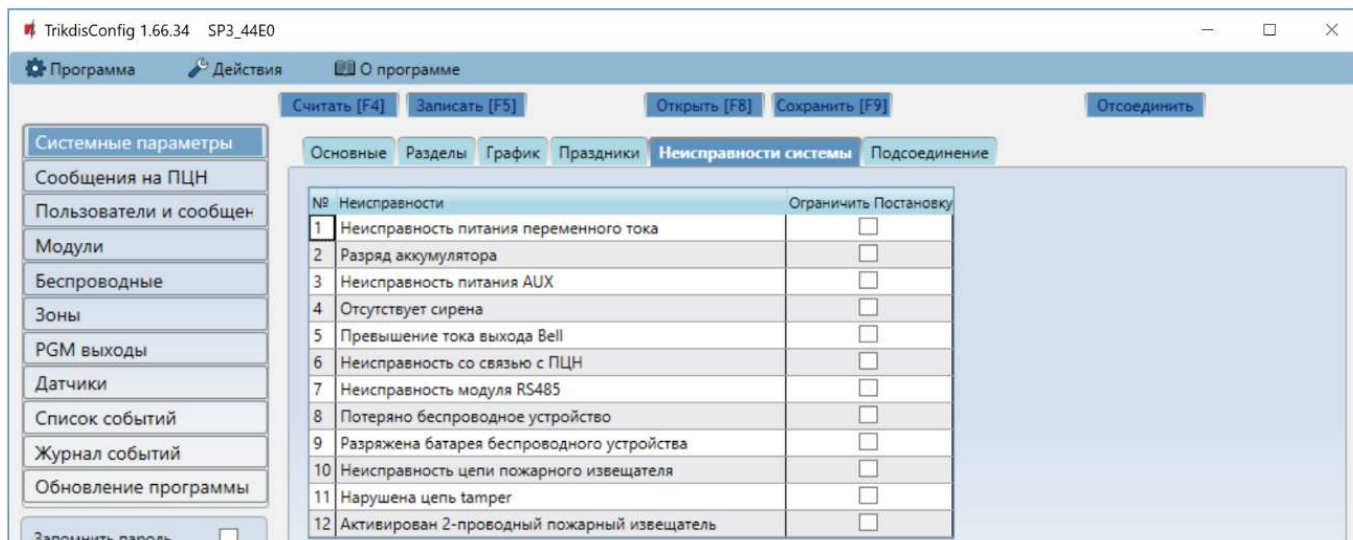 TrikdisConfig 1.66.34 SP3_44E0
Программа Действия О программе
Считать [F4] Записать [F5] Открыть [F8] Сохранить [F9] Отсоединить
Системные параметры
Сообщения на ПЦН
Пользователи и сообщен
Модули
Беспроводные
Зоны
PGM выходы
Датчики
Список событий
Журнал событий
Обновление программы
Запомнить пароль
Основные Разделы График Праздники Неисправности системы Подсоединение
№ Неисправности Ограничить Постановку
1 Неисправность питания переменного тока
2 Разряд аккумулятора
3 Неисправность питания AUX
4 Отсутствует сирена
5 Превышение тока выхода Bell
6 Неисправность со связью с ПЦН
7 Неисправность модуля RS485
8 Потеряно беспроводное устройство
9 Разряжена батарея беспроводного устройства
10 Неисправность цепи пожарного извещателя
11 Нарушена цепь tamper
12 Активирован 2-проводный пожарный извещатель